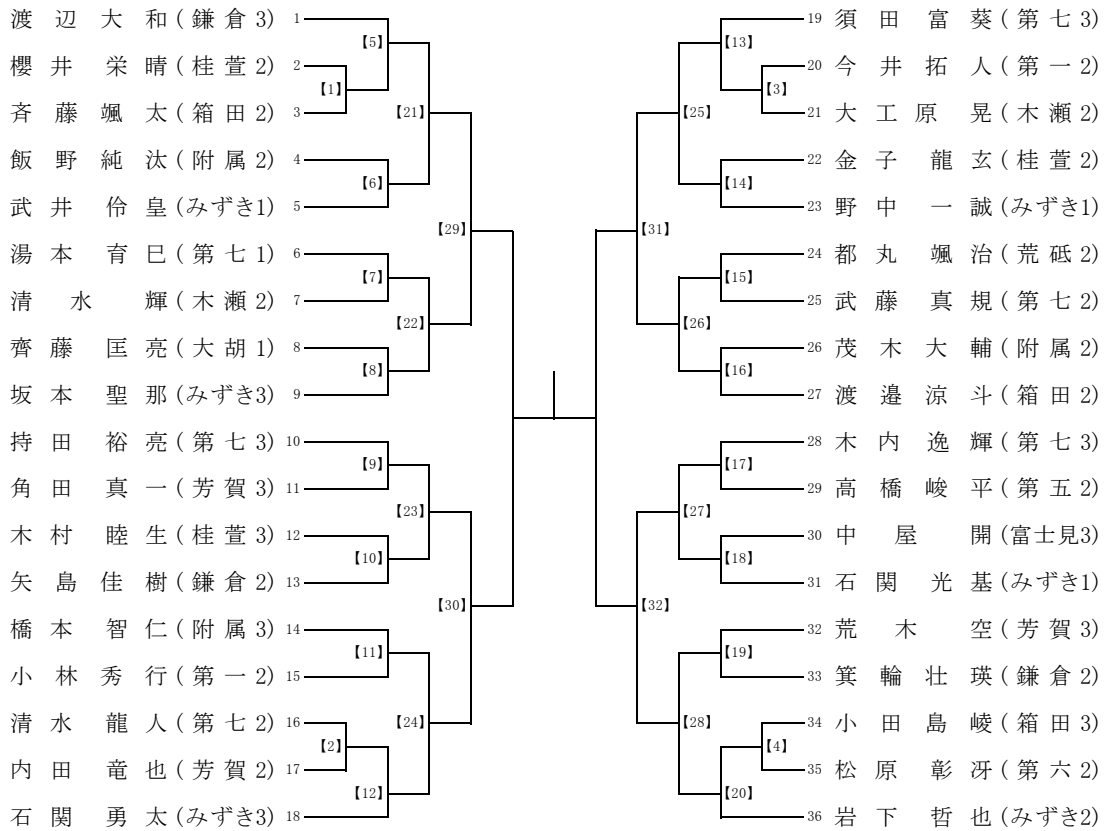 渡辺大和(鎌倉3) 1
櫻井栄晴(桂萱2) 2
斉藤颯太(箱田2) 3
飯野純汰(附属2) 4
武井伶皇(みずき1) 5
湯本育巳(第七1) 6
清水輝(木瀬2) 7
齊藤匡亮(大胡1) 8
坂本聖那(みずき3) 9
持田裕亮(第七3) 10
角田真一(芳賀3) 11
木村睦生(桂萱3) 12
矢島佳樹(鎌倉2) 13
橋本智仁(附属3) 14
小林秀行(第一2) 15
清水龍人(第七2) 16
内田竜也(芳賀2) 17
石関勇太(みずき3) 18
【1】
【2】
【5】
【6】
【7】
【8】
【9】
【10】
【11】
【12】
【21】
【22】
【23】
【24】
【29】
【30】
【31】
【32】
【25】
【26】
【27】
【28】
【13】
【14】
【15】
【16】
【17】
【18】
【19】
【20】
【3】
【4】
19 須田富葵(第七3)
20 今井拓人(第一2)
21 大工原晃(木瀬2)
22 金子龍玄(桂萱2)
23 野中一誠(みずき1)
24 都丸颯治(荒砥2)
25 武藤真規(第七2)
26 茂木大輔(附属2)
27 渡邉涼斗(箱田2)
28 木内逸輝(第七3)
29 高橋峻平(第五2)
30 中屋開(富士見3)
31 石関光基(みずき1)
32 荒木空(芳賀3)
33 箕輪壮瑛(鎌倉2)
34 小田島崚(箱田3)
35 松原彰冴(第六2)
36 岩下哲也(みずき2)